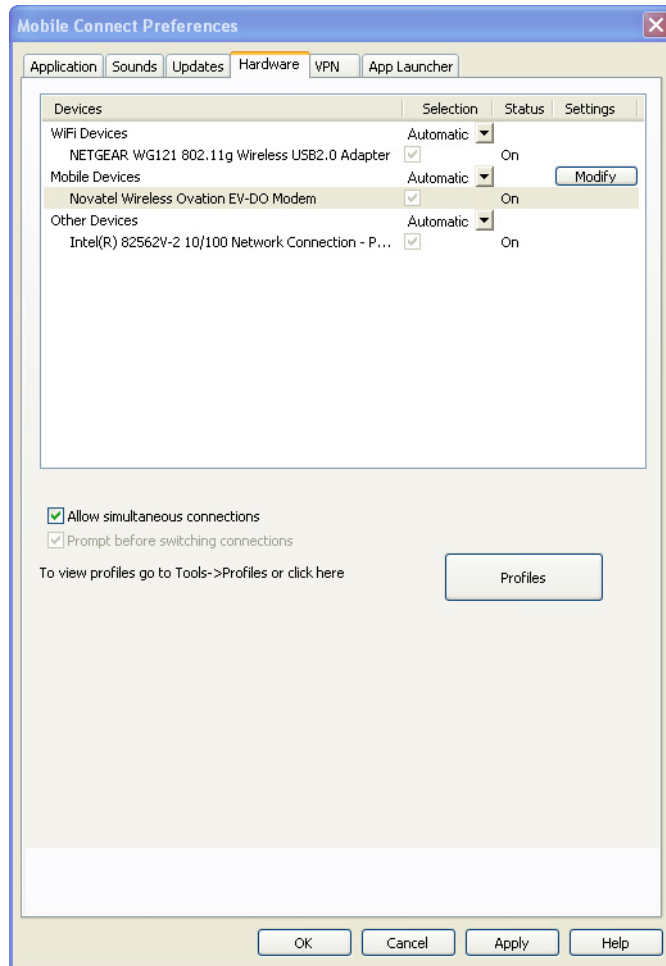 Mobile Connect Preferences
Application Sounds Updates Hardware VPN App Launcher
Devices Selection Status Settings
WiFi Devices Automatic
NETGEAR WG121 802.11g Wireless USB2.0 Adapter On
Mobile Devices Automatic Modify
Novatel Wireless Ovation EV-DO Modem On
Other Devices Automatic
Intel(R) 82562V-2 10/100 Network Connection - P... On
Allow simultaneous connections
Prompt before switching connections
To view profiles go to Tools->Profiles or click here Profiles
OK Cancel Apply Help